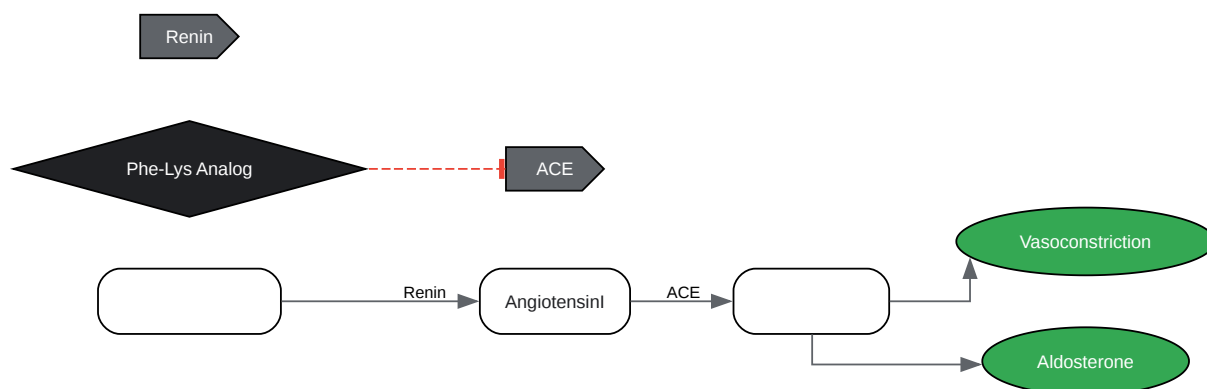 Renin
Phe-Lys Analog
ACE
Vasoconstriction
Renin
AngiotensinI
ACE
Aldosterone